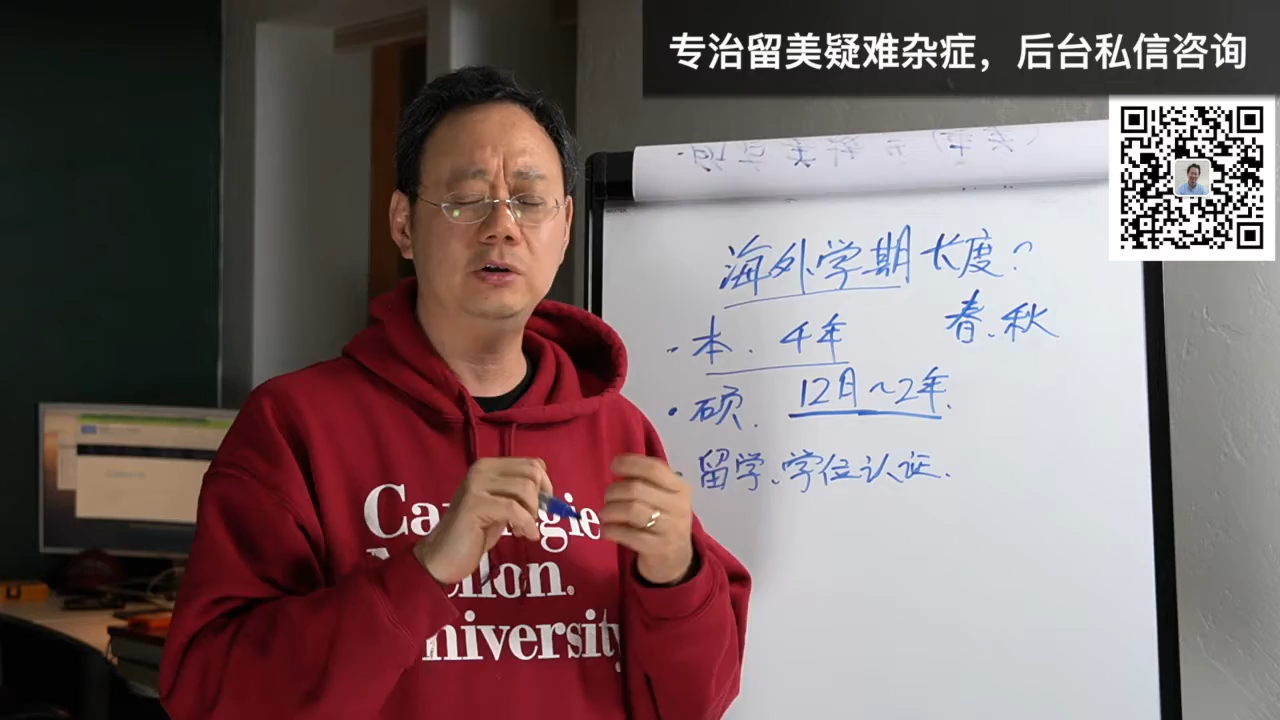 专治留美疑难杂症，后台私信咨询
海外学期长度？
春、秋
·本. 4年
·硕. 12月~2年.
留学、学位认证.
Carnegie
Mellon.
University